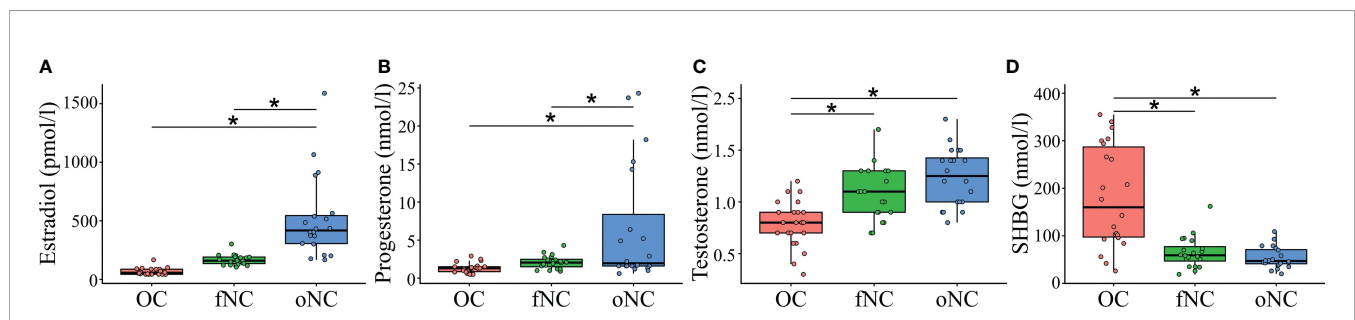 A
Estradiol (pmol/l)
1500
1000
500
0
*
*
OC fNC oNC
B
Progesterone (nmol/l)
25
20
15
10
5
0
*
*
OC fNC oNC
C
Testosterone (nmol/l)
2.5
1.5
1.0
0.5
*
*
OC fNC oNC
D
SHBG (nmol/l)
400
300
200
100
0
*
*
OC fNC oNC